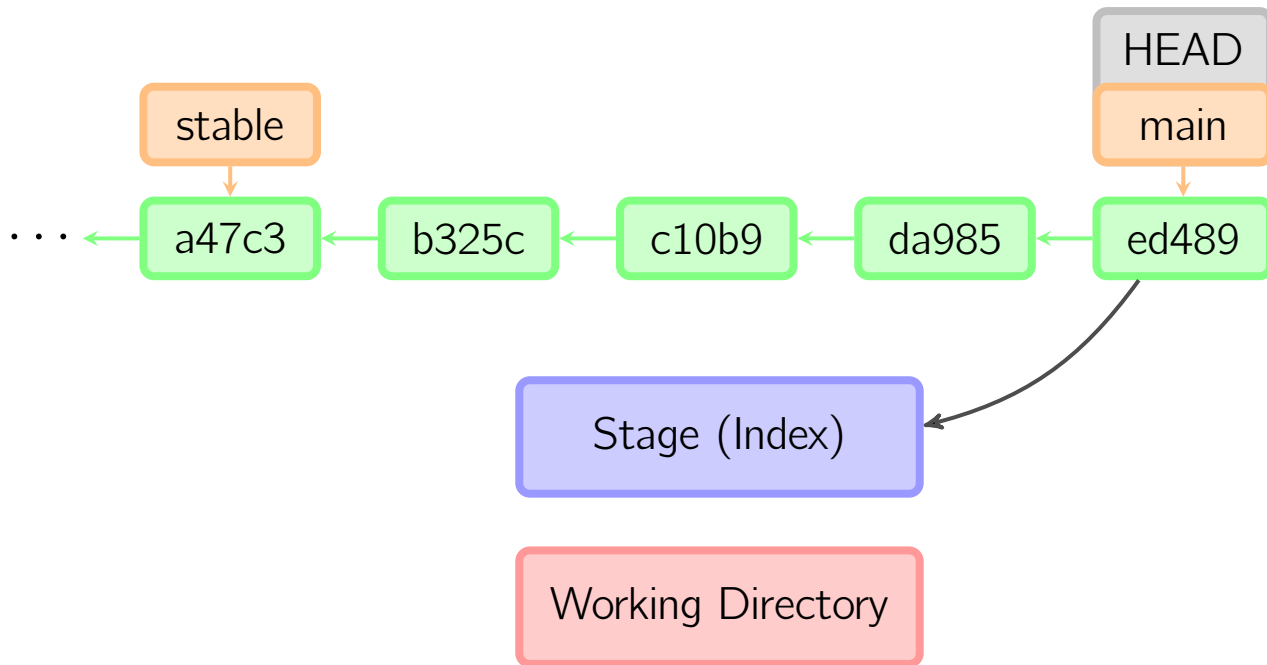 HEAD
stable main
··· a47c3 b325c c10b9 da985 ed489
Stage (Index)
Working Directory